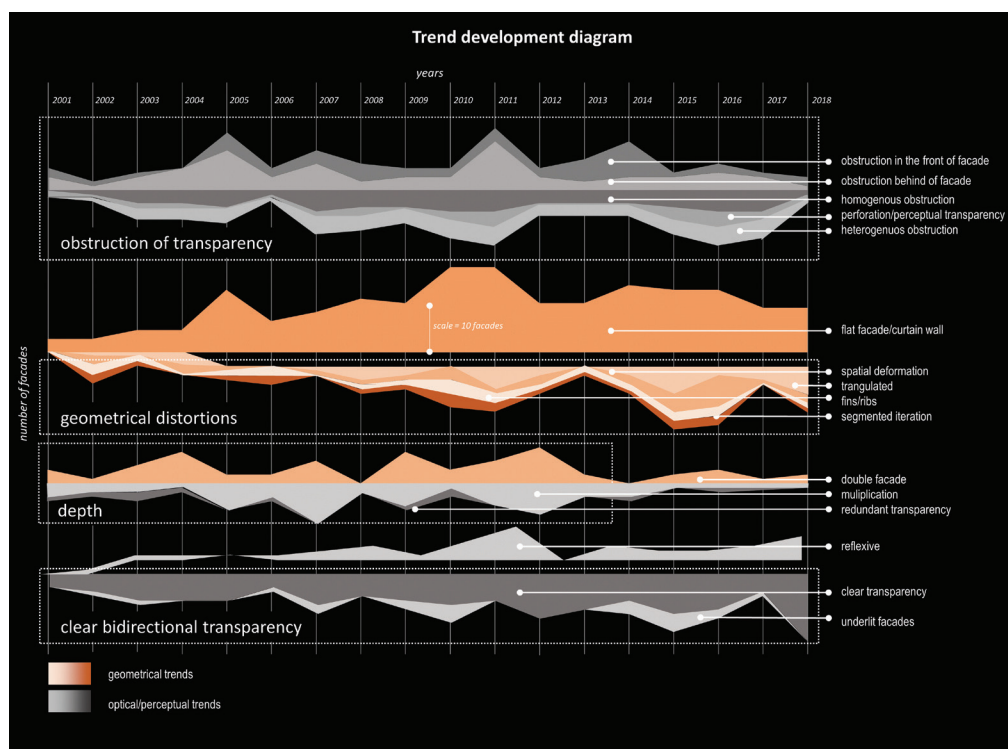 Trend development diagram
years
2001 2002 2003 2004 2005 2006 2007 2008 2009 2010 2011 2012 2013 2014 2015 2016 2017 2018
obstruction in the front of facade
obstruction behind of facade
homogenous obstruction
perforation/perceptual transparency
heterogenuos obstruction
obstruction of transparency
number of facades
scale = 10 facades
flat facade/curtain wall
spatial deformation
trangulated
fins/ribs
segmented iteration
geometrical distortions
double facade
muliplication
redundant transparency
depth
reflexive
clear transparency
underlit facades
clear bidirectional transparency
geometrical trends
optical/perceptual trends